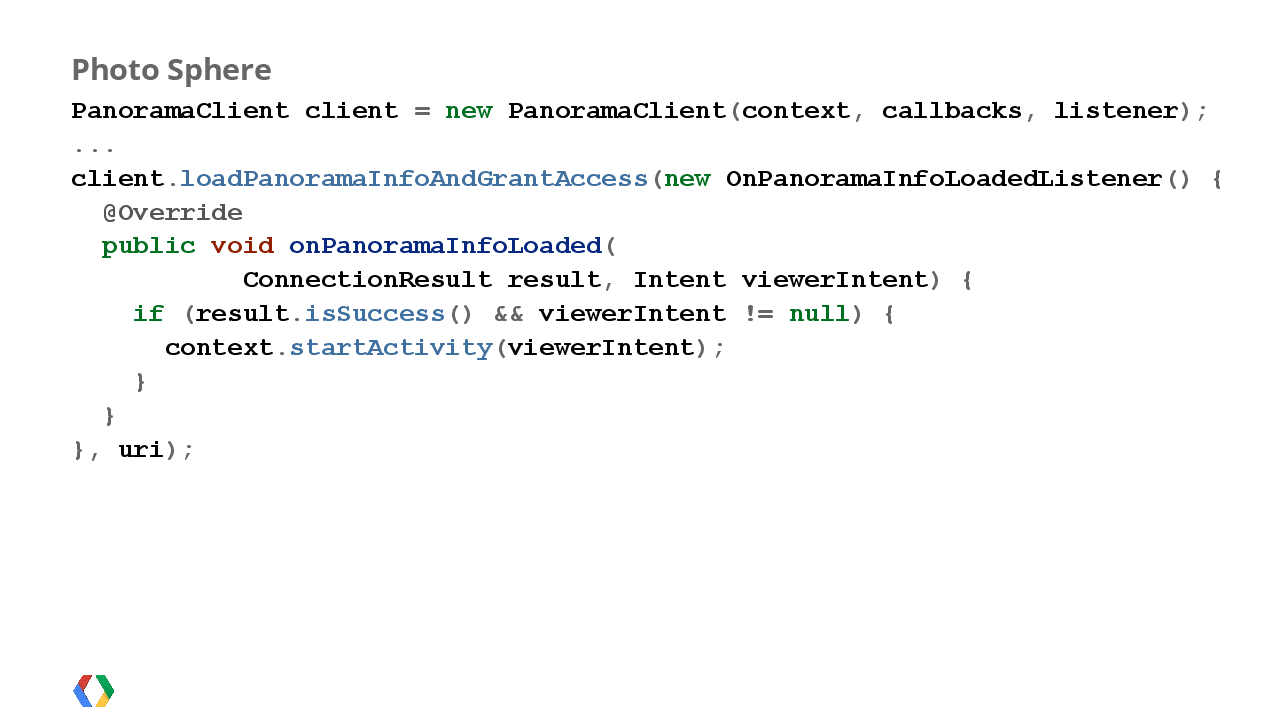 Photo Sphere
PanoramaClient client = new PanoramaClient(context, callbacks, listener);
...
client.loadPanoramaInfoAndGrantAccess(new OnPanoramaInfoLoadedListener() {
  @Override
  public void onPanoramaInfoLoaded(
           ConnectionResult result, Intent viewerIntent) {
    if (result.isSuccess() && viewerIntent != null) {
      context.startActivity(viewerIntent);
    }
  }
}, uri);